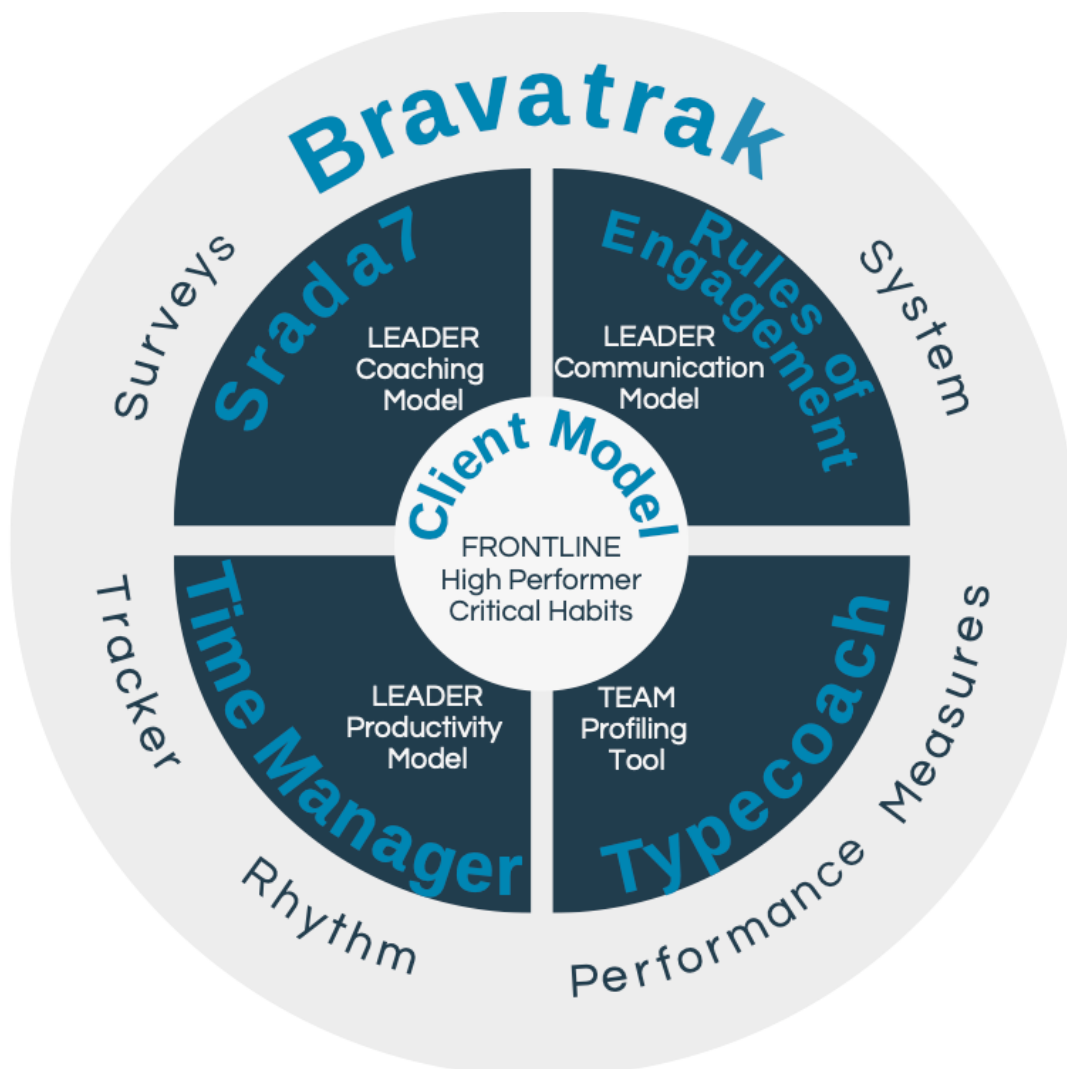 Bravatrak
Surveys
System
Tracker
Rhythm
Performance Measures
Srada7
LEADER
Coaching
Model
Rules of
Engagement
LEADER
Communication
Model
Client Model
FRONTLINE
High Performer
Critical Habits
Time Manager
LEADER
Productivity
Model
Typecoach
TEAM
Profiling
Tool